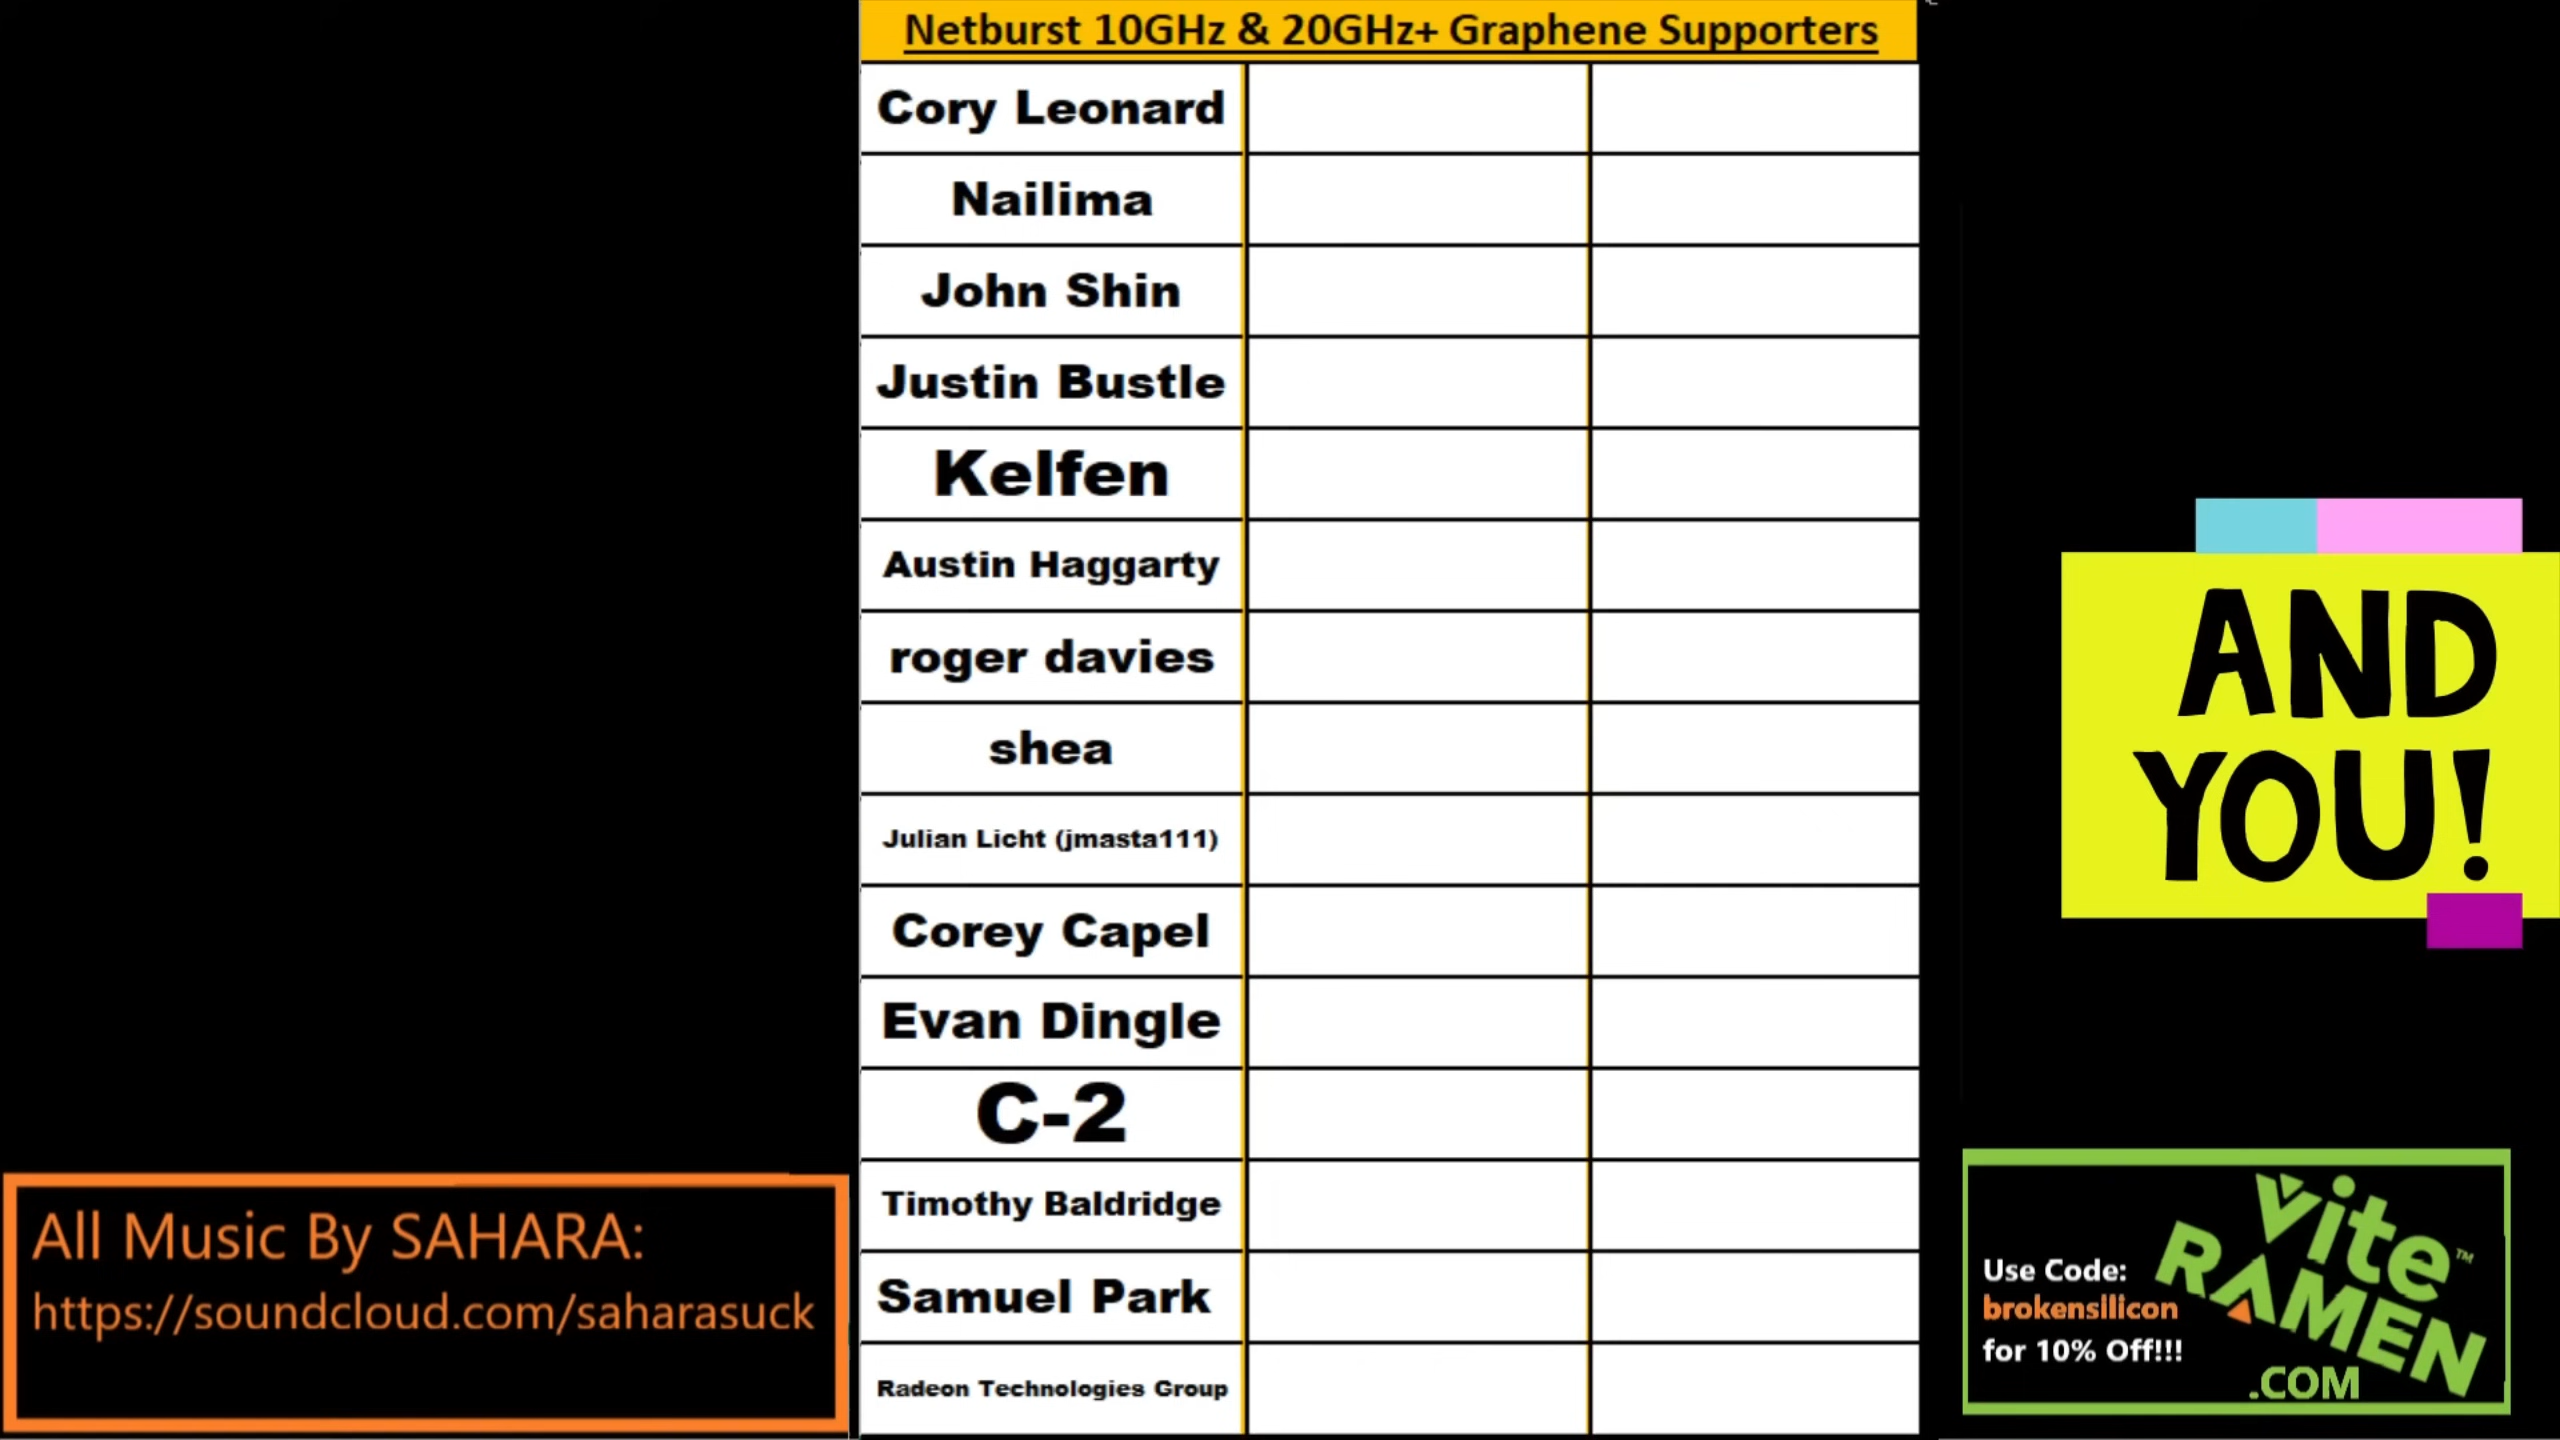 Netburst 10GHz & 20GHz+ Graphene Supporters
Cory Leonard
Nailima
John Shin
Justin Bustle
Kelfen
Austin Haggarty
roger davies
shea
Julian Licht (jmasta111)
Corey Capel
Evan Dingle
C-2
Timothy Baldridge
Samuel Park
Radeon Technologies Group
All Music By SAHARA:
https://soundcloud.com/saharasuck
AND
YOU!
Use Code:
brokensilicon
for 10% Off!!!
Vite™
RAMEN
.COM